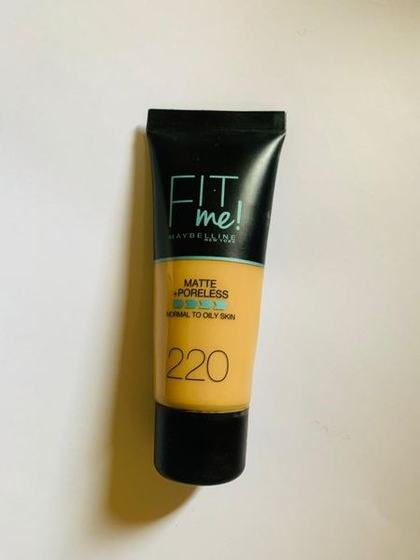 FIT
me!
MAYBELLINE
NEW YORK
MATTE
+PORELESS
NORMAL TO OILY SKIN
220